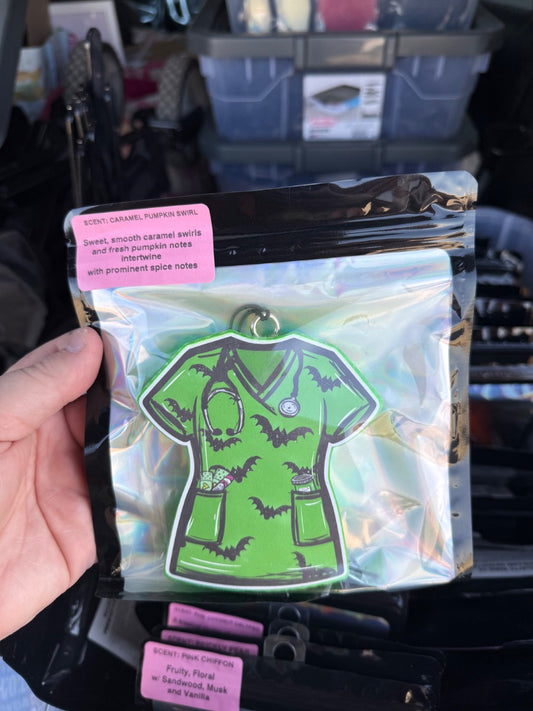 SCENT: CARAMEL PUMPKIN SWIRL
Sweet, smooth caramel swirls
and fresh pumpkin notes
intertwine
with prominent spice notes
SCENT: PINK CHIFFON
Fruity, Floral
w/ Sandwood, Musk
and Vanilla